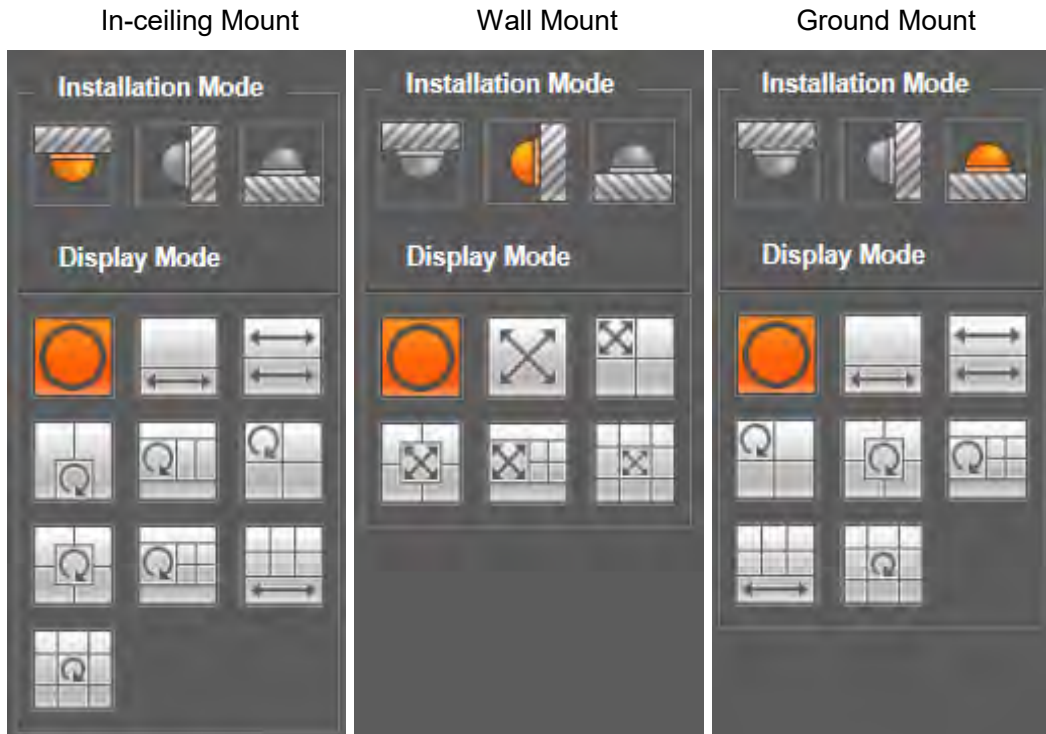 In-ceiling Mount
Wall Mount
Ground Mount
Installation Mode
Installation Mode
Installation Mode
Display Mode
Display Mode
Display Mode